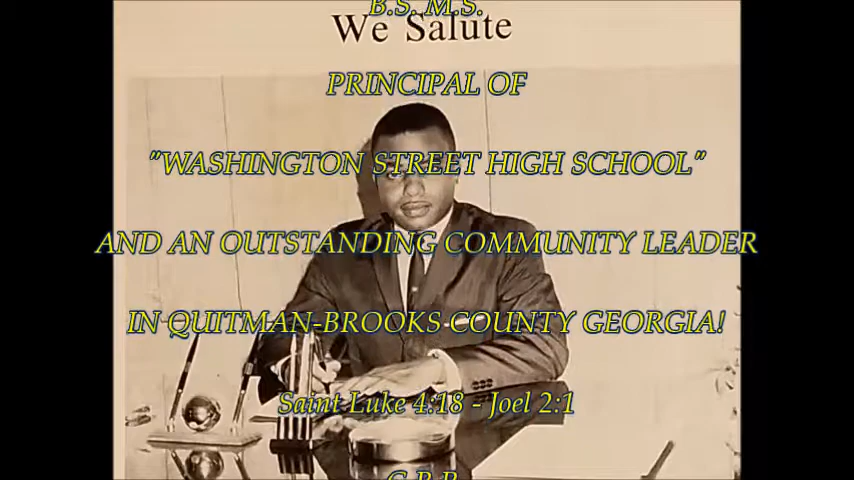 B.S. M.S.
We Salute
PRINCIPAL OF
"WASHINGTON STREET HIGH SCHOOL"
AND AN OUTSTANDING COMMUNITY LEADER
IN QUITMAN-BROOKS COUNTY GEORGIA!
Saint Luke 4:18 - Joel 2:1